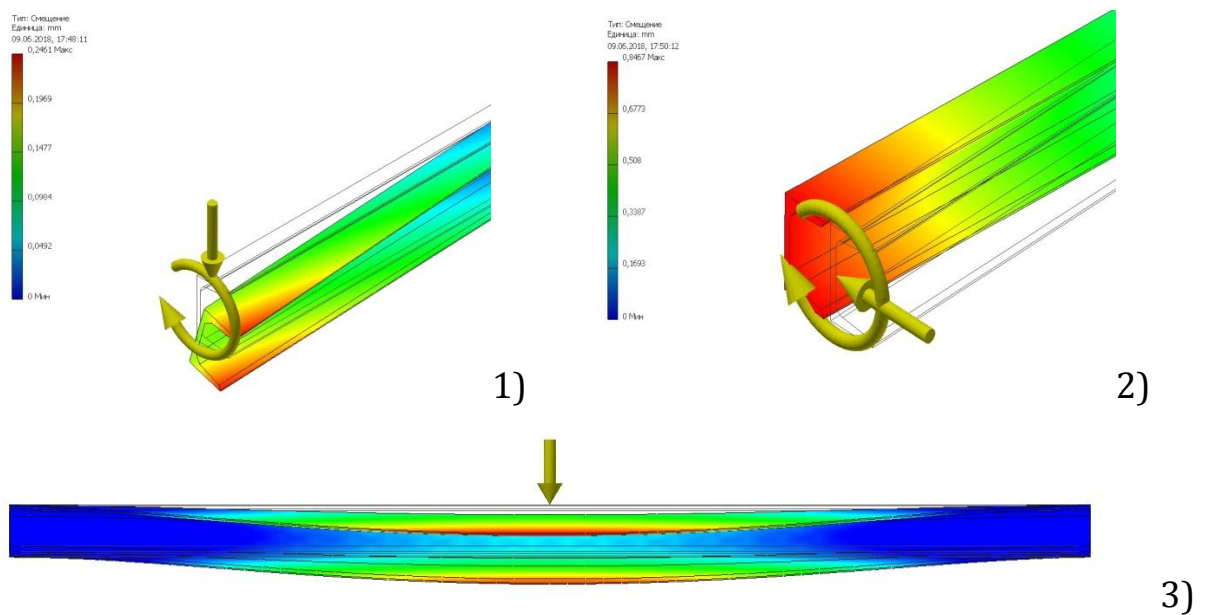 Тип: Смещение
Единица: mm
09.06.2018, 17:48:11
0,2461 Макс
0,1969
0,1477
0,0984
0,0492
0 Мин
1)
Тип: Смещение
Единица: mm
09.06.2018, 17:50:12
0,8467 Макс
0,6773
0,508
0,3387
0,1693
0 Мин
2)
3)